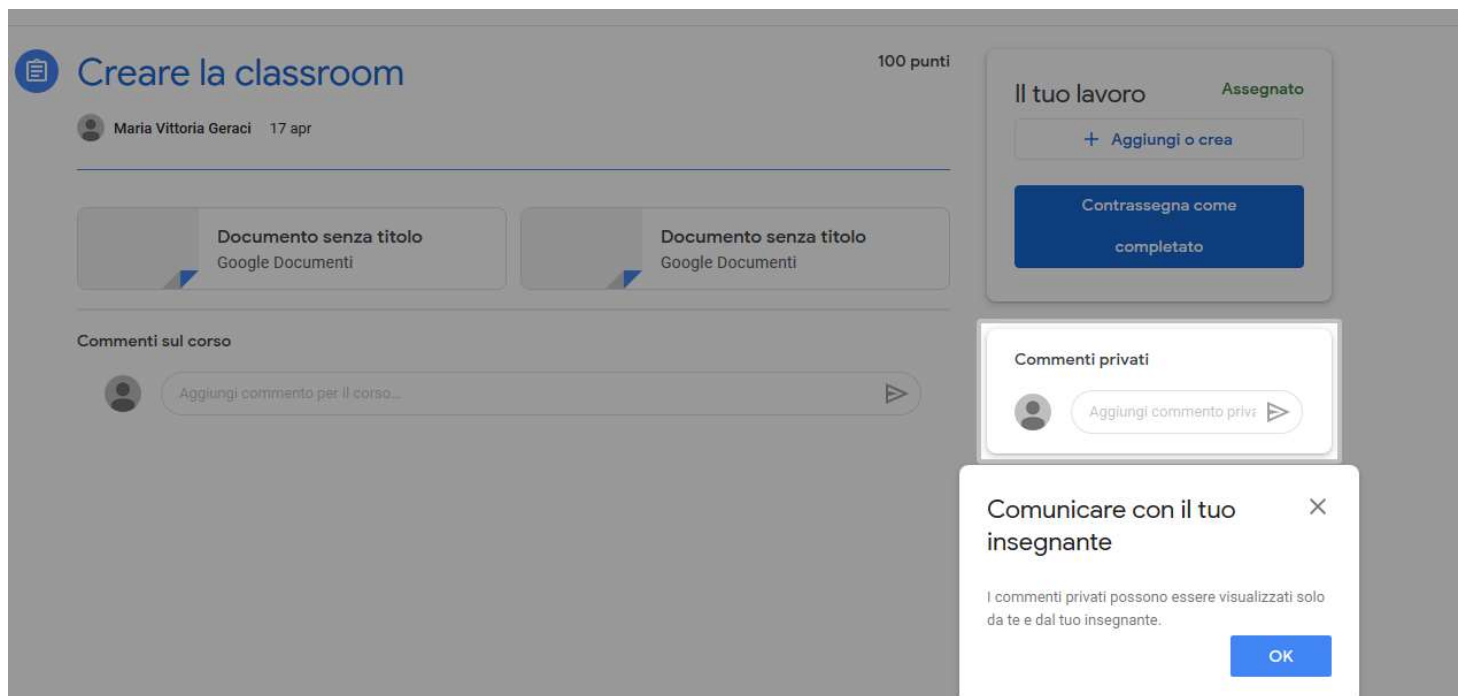 Creare la classroom
100 punti
Maria Vittoria Geraci 17 apr
Documento senza titolo
Google Documenti
Documento senza titolo
Google Documenti
Commenti sul corso
Aggiungi commento per il corso...
Il tuo lavoro
Assegnato
+ Aggiungi o crea
Contrassegna come
completato
Commenti privati
Aggiungi commento priva
Comunicare con il tuo
insegnante
I commenti privati possono essere visualizzati solo
da te e dal tuo insegnante.
OK